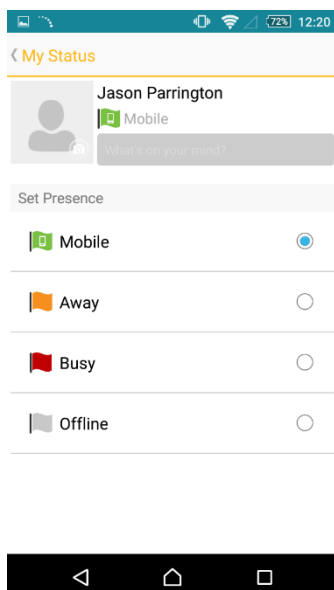 72% 12:20
My Status
Jason Parrington
Mobile
What's on your mind?
Set Presence
Mobile
Away
Busy
Offline